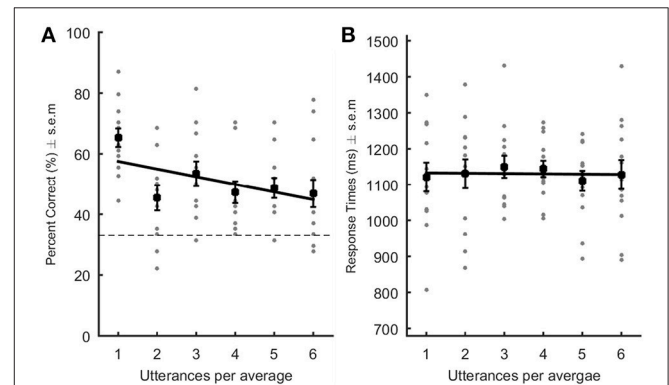 A
B
Percent Correct (%) ± s.e.m
100
80
60
40
20
0
1 2 3 4 5 6
Utterances per average
Response Times (ms) ± s.e.m
1500
1400
1300
1200
1100
1000
900
800
700
1 2 3 4 5 6
Utterances per avergae